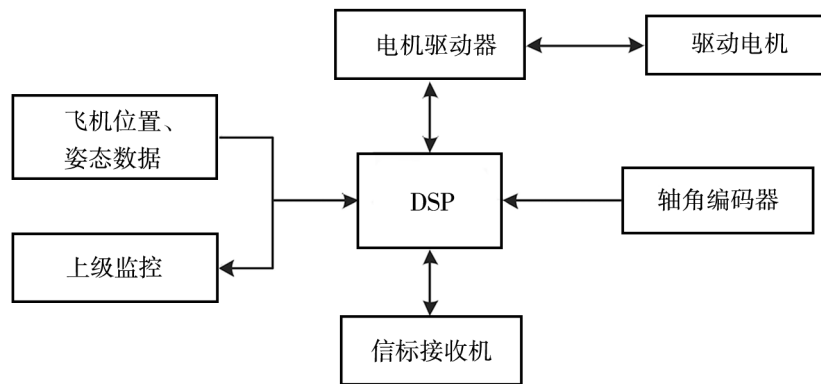 电机驱动器
驱动电机
飞机位置、
姿态数据
DSP
轴角编码器
上级监控
信标接收机